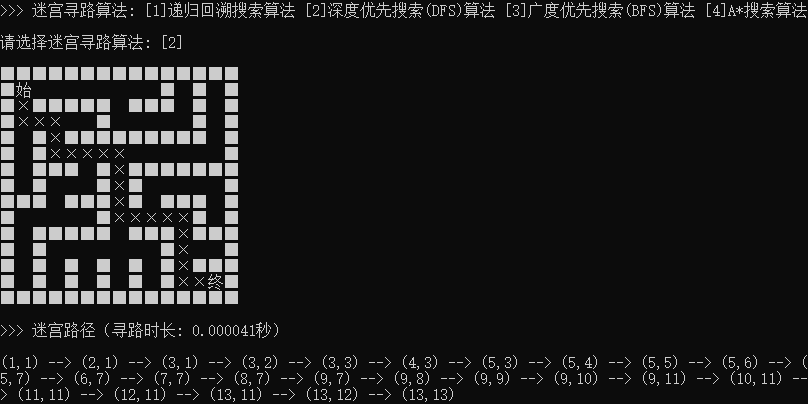 >>> 迷宫寻路算法: [1]递归回溯搜索算法 [2]深度优先搜索(DFS)算法 [3]广度优先搜索(BFS)算法 [4]A*搜索算法
请选择迷宫寻路算法: [2]
始
×
×××
×
×××××
×
×
×
×××××
×
×
×
××终
>>> 迷宫路径（寻路时长: 0.000041秒）
(1,1) --> (2,1) --> (3,1) --> (3,2) --> (3,3) --> (4,3) --> (5,3) --> (5,4) --> (5,5) --> (5,6) --> (
5,7) --> (6,7) --> (7,7) --> (8,7) --> (9,7) --> (9,8) --> (9,9) --> (9,10) --> (9,11) --> (10,11) --
> (11,11) --> (12,11) --> (13,11) --> (13,12) --> (13,13)